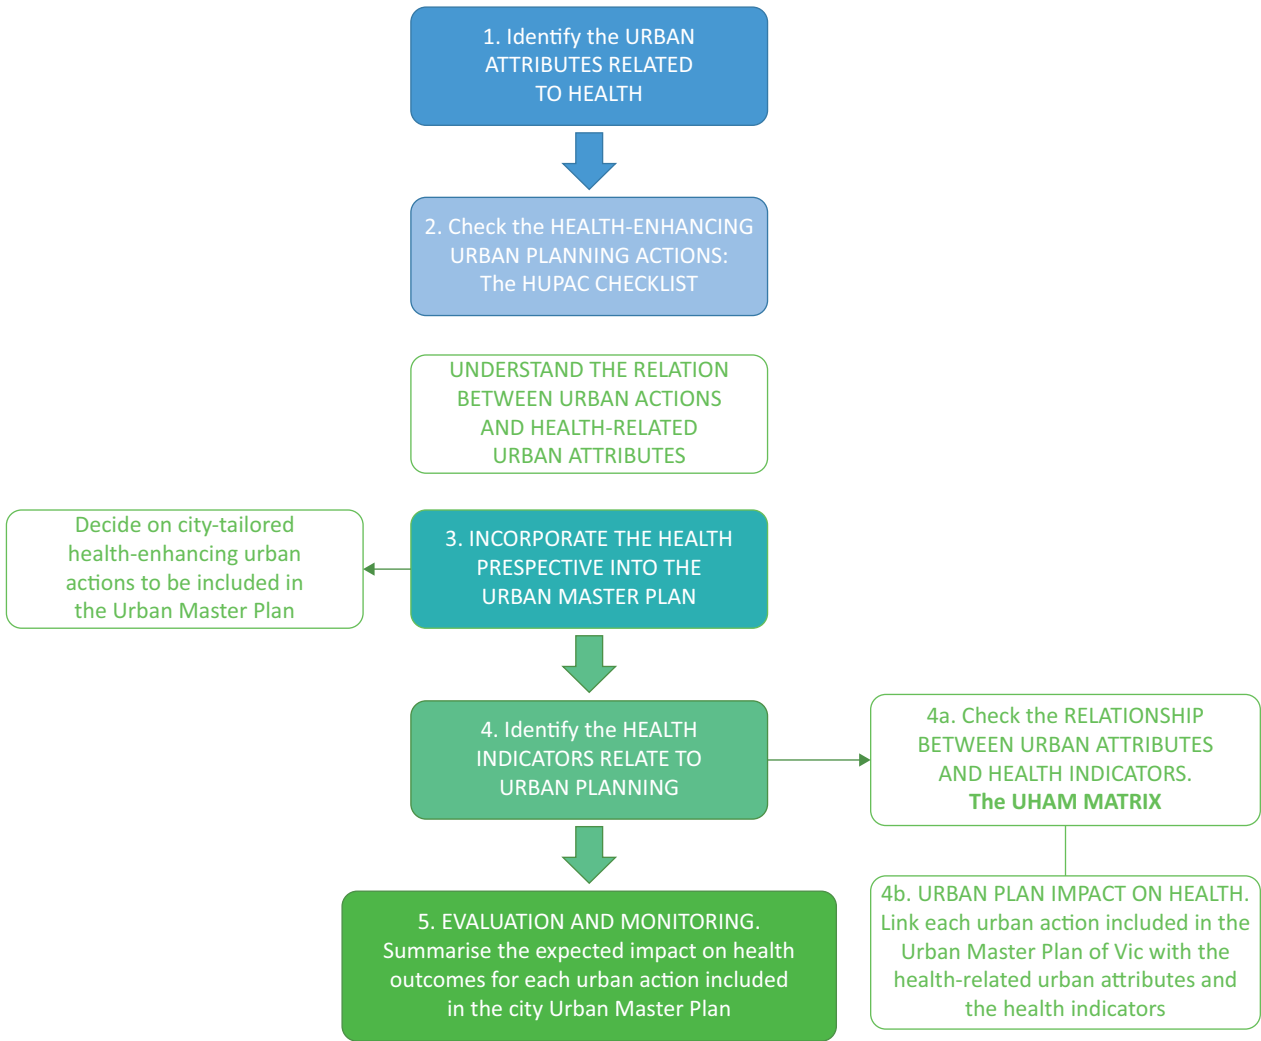 1. Identify the URBAN
ATTRIBUTES RELATED
TO HEALTH
2. Check the HEALTH-ENHANCING
URBAN PLANNING ACTIONS:
The HUPAC CHECKLIST
UNDERSTAND THE RELATION
BETWEEN URBAN ACTIONS
AND HEALTH-RELATED
URBAN ATTRIBUTES
Decide on city-tailored
health-enhancing urban
actions to be included in
the Urban Master Plan
3. INCORPORATE THE HEALTH
PRESPECTIVE INTO THE
URBAN MASTER PLAN
4. Identify the HEALTH
INDICATORS RELATE TO
URBAN PLANNING
4a. Check the RELATIONSHIP
BETWEEN URBAN ATTRIBUTES
AND HEALTH INDICATORS.
The UHAM MATRIX
4b. URBAN PLAN IMPACT ON HEALTH.
Link each urban action included in the
Urban Master Plan of Vic with the
health-related urban attributes and
the health indicators
5. EVALUATION AND MONITORING.
Summarise the expected impact on health
outcomes for each urban action included
in the city Urban Master Plan